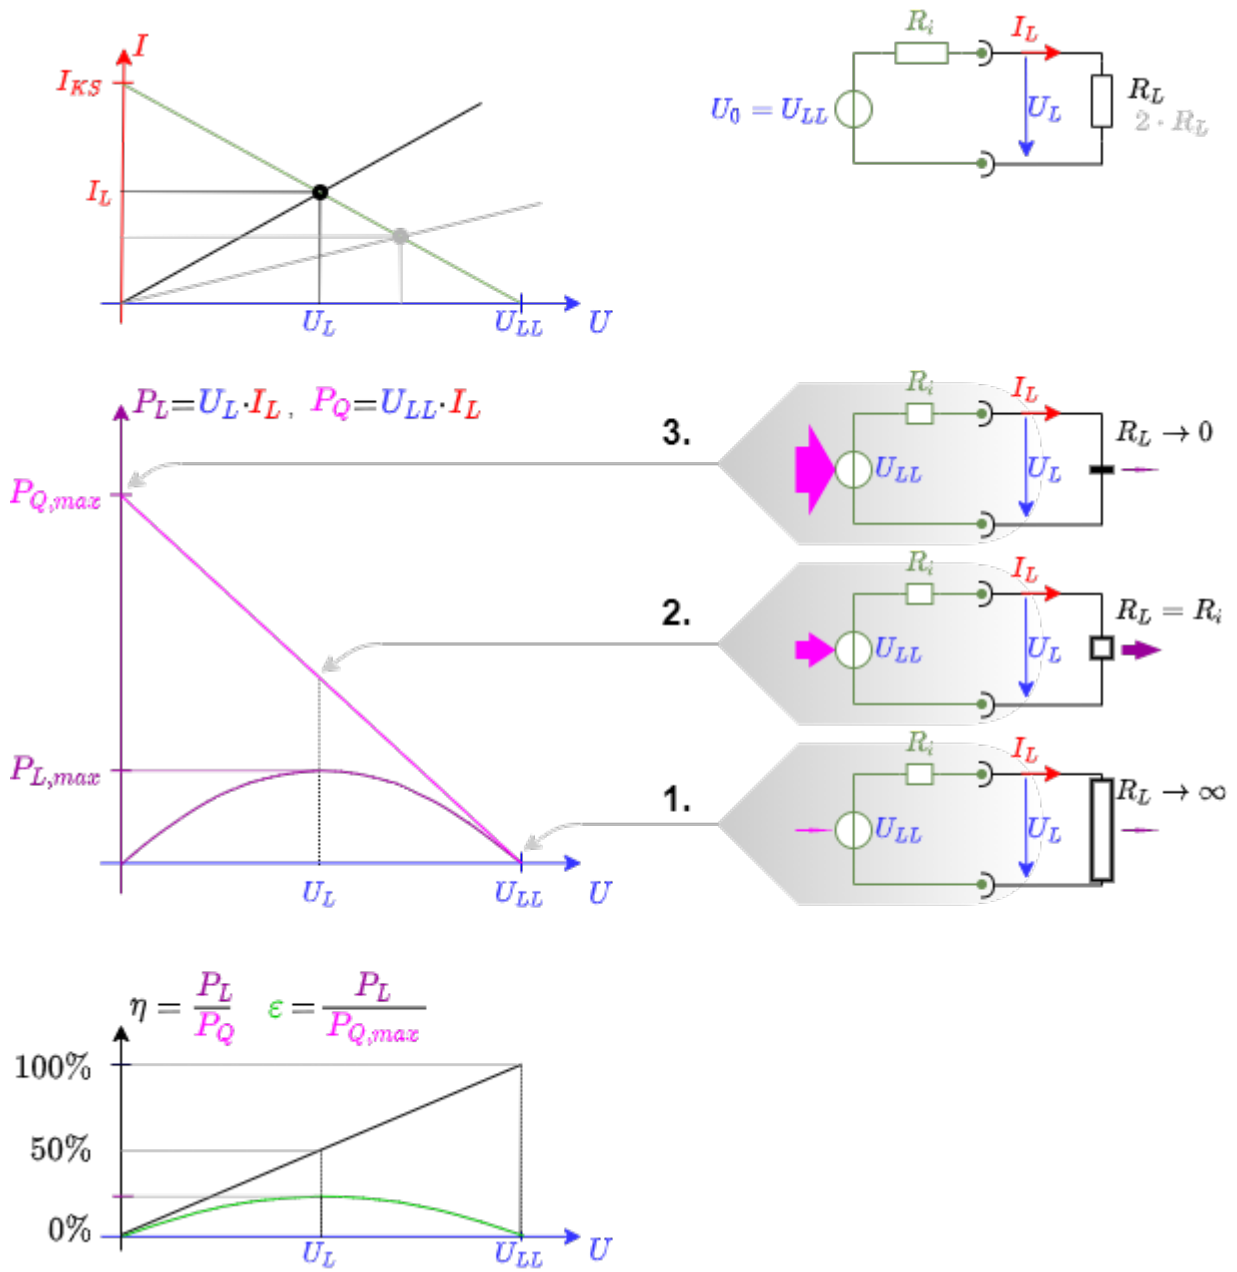 I
I_KS
I_L
U_L
U_LL
U
R_i
I_L
U_0 = U_LL
U_L
R_L
2 · R_L
P_L=U_L·I_L , P_Q=U_LL·I_L
P_Q,max
P_L,max
U_L
U_LL
U
3.
R_i
I_L
U_LL
U_L
R_L → 0
2.
R_i
I_L
U_LL
U_L
R_L = R_i
1.
R_i
I_L
U_LL
U_L
R_L → ∞
η = P_L/P_Q ε = P_L/P_Q,max
100%
50%
0%
U_L
U_LL
U